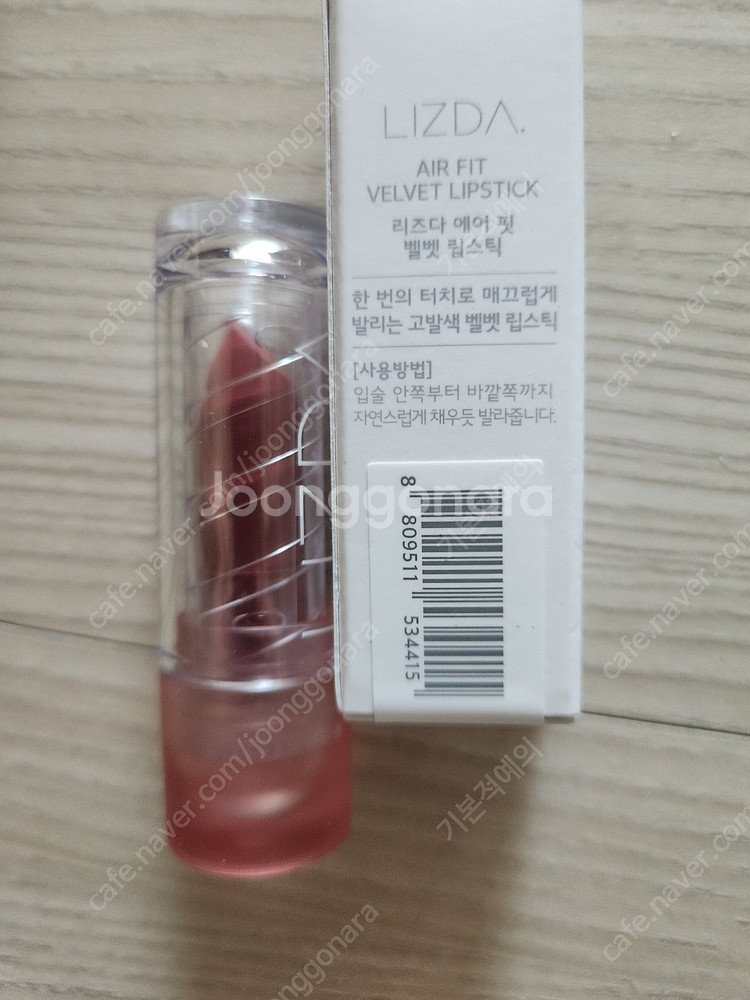 LIZDA.
AIR FIT
VELVET LIPSTICK
리즈다 에어 핏
벨벳 립스틱
한 번의 터치로 매끄럽게
발리는 고발색 벨벳 립스틱
[사용방법]
입술 안쪽부터 바깥쪽까지
자연스럽게 채우듯 발라줍니다.
8 809511 534415
LIZDA
Joonggonara
cafe.naver.com/joonggonara
기본적예의